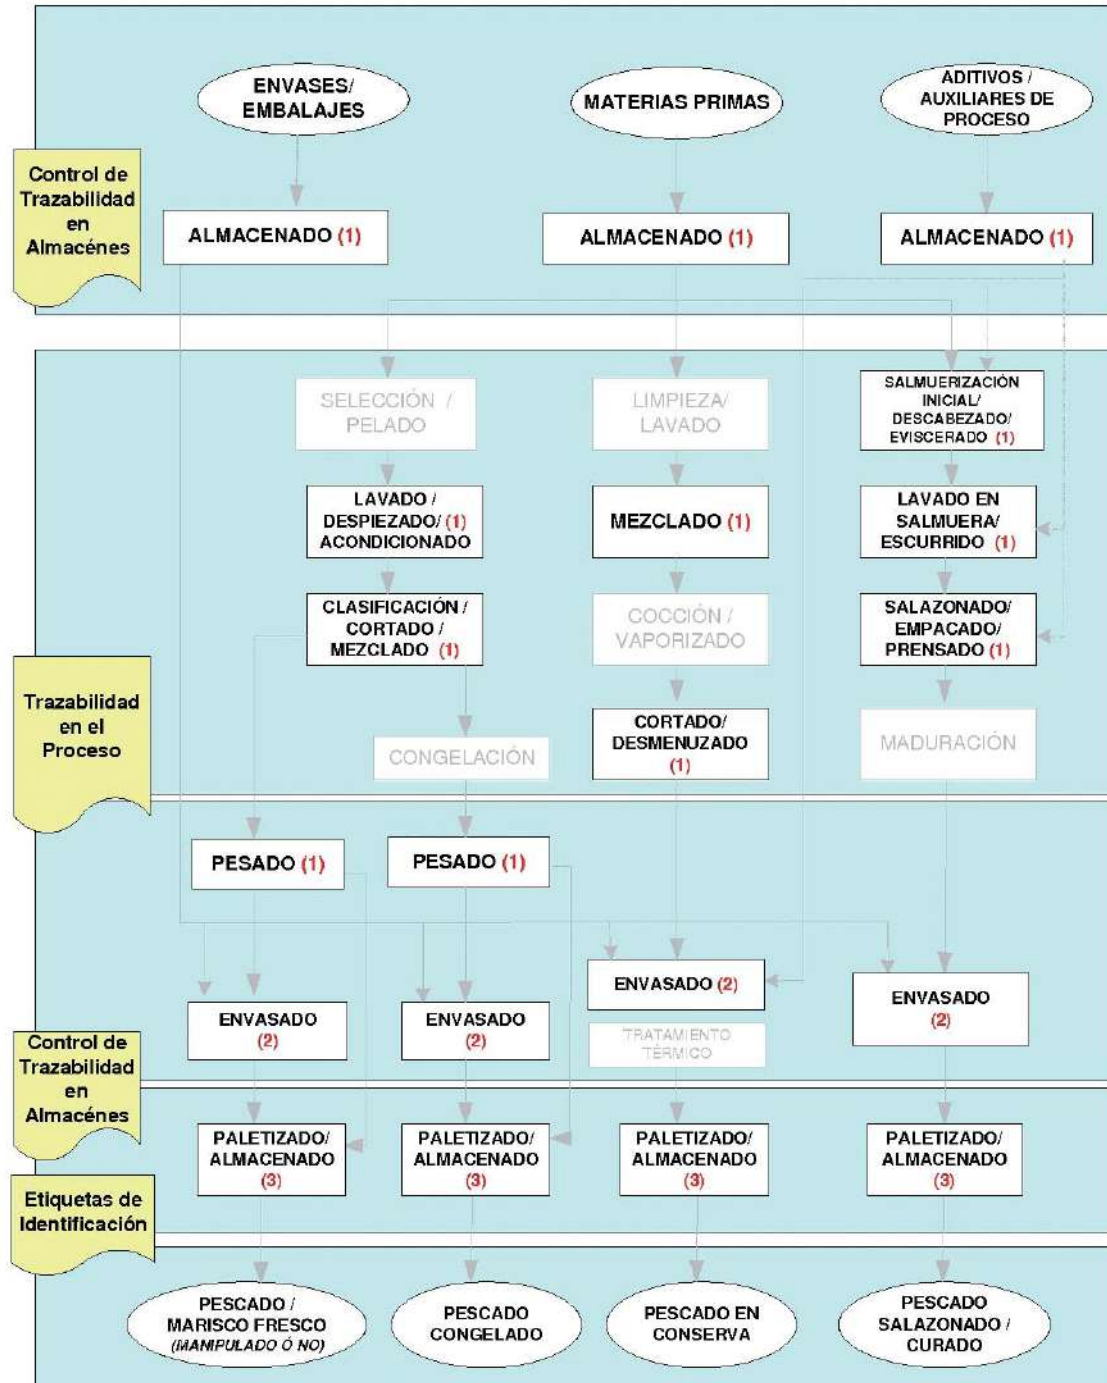 ENVASES/
EMBALAJES
MATERIAS PRIMAS
ADITIVOS /
AUXILIARES DE
PROCESO
Control de
Trazabilidad
en
Almacénes
ALMACENADO (1)
ALMACENADO (1)
ALMACENADO (1)
SELECCIÓN /
PELADO
LIMPIEZA/
LAVADO
SALMUERIZACIÓN
INICIAL/
DESCABEZADO/
EVISCERADO (1)
LAVADO /
DESPIEZADO/ (1)
ACONDICIONADO
MEZCLADO (1)
LAVADO EN
SALMUERA/
ESCURRIDO (1)
CLASIFICACIÓN /
CORTADO /
MEZCLADO (1)
COCCIÓN /
VAPORIZADO
SALAZONADO/
EMPACADO/
PRENSADO (1)
Trazabilidad
en el
Proceso
CONGELACIÓN
CORTADO/
DESMENUZADO
(1)
MADURACIÓN
PESADO (1)
PESADO (1)
ENVASADO
(2)
ENVASADO
(2)
ENVASADO (2)
TRATAMIENTO
TÉRMICO
ENVASADO
(2)
Control de
Trazabilidad
en
Almacénes
PALETIZADO/
ALMACENADO
(3)
PALETIZADO/
ALMACENADO
(3)
PALETIZADO/
ALMACENADO
(3)
PALETIZADO/
ALMACENADO
(3)
Etiquetas de
Identificación
PESCADO /
MARISCO FRESCO
(MANIPULADO Ó NO)
PESCADO
CONGELADO
PESCADO EN
CONSERVA
PESCADO
SALAZONADO /
CURADO